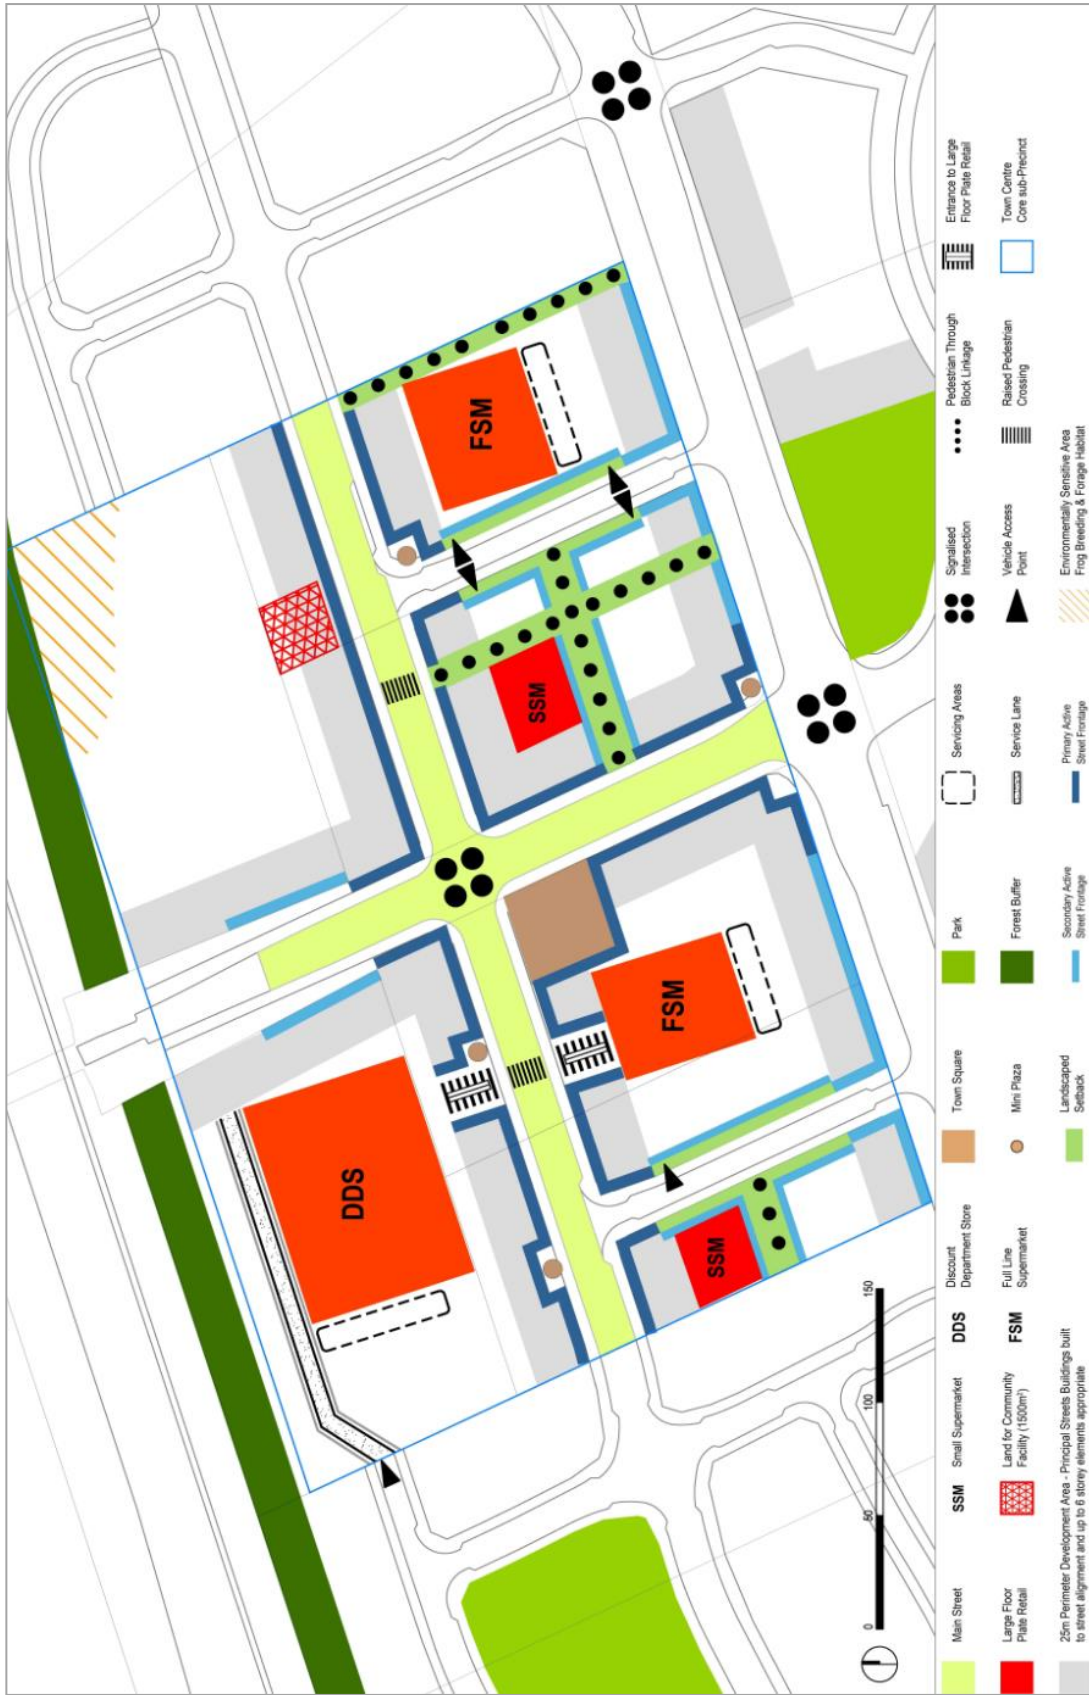 DDS
FSM
SSM
FSM
SSM
0
50
100
150
Main Street
SSM
Small Supermarket
DDS
Discount
Department Store
Town Square
Park
Servicing Areas
Signalised
Intersection
Pedestrian Through
Block Linkage
Entrance to Large
Floor Plate Retail
Large Floor
Plate Retail
Land for Community
Facility (1500m²)
FSM
Full Line
Supermarket
Mini Plaza
Forest Buffer
Service Lane
Vehicle Access
Point
Raised Pedestrian
Crossing
Town Centre
Core sub-Precinct
25m Perimeter Development Area - Principal Streets Buildings built
to street alignment and up to 6 storey elements appropriate
Landscaped
Setback
Secondary Active
Street Frontage
Primary Active
Street Frontage
Environmentally Sensitive Area
Frog Breeding & Forage Habitat